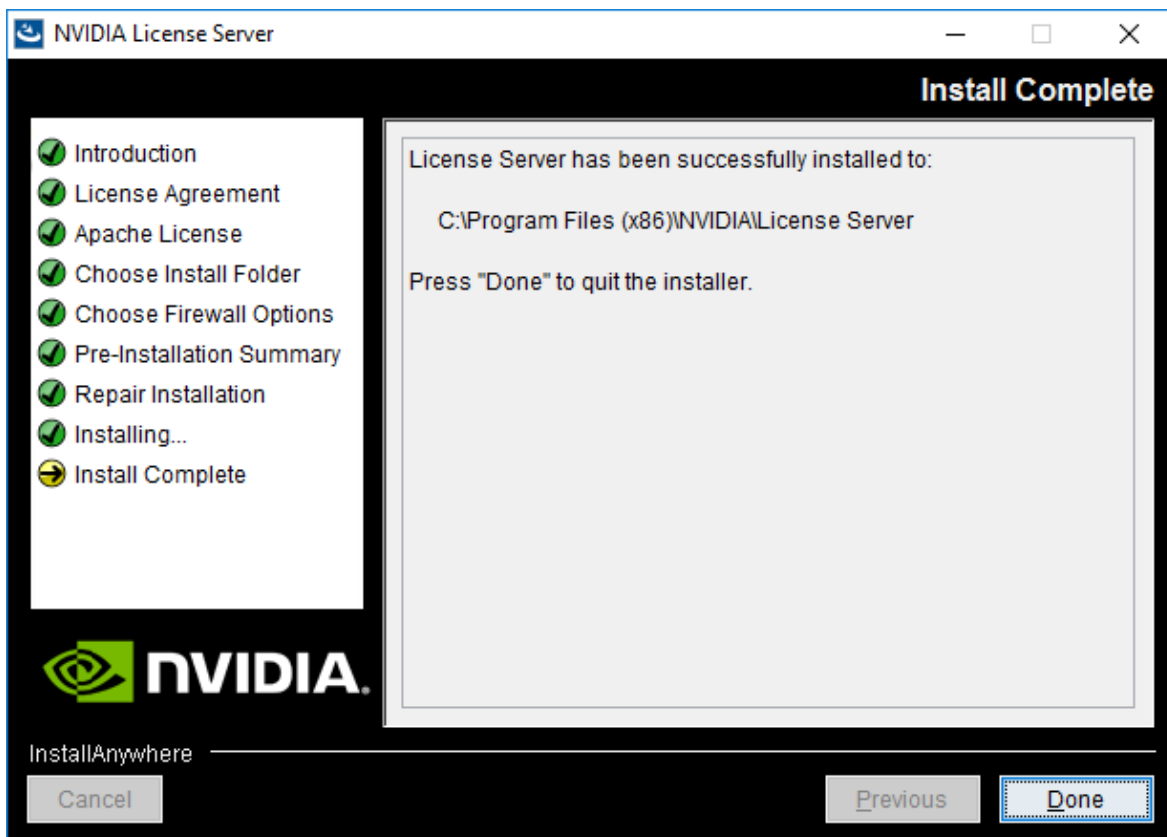 NVIDIA License Server
Install Complete
Introduction
License Agreement
Apache License
Choose Install Folder
Choose Firewall Options
Pre-Installation Summary
Repair Installation
Installing...
Install Complete
License Server has been successfully installed to:
C:\Program Files (x86)\NVIDIA\License Server
Press "Done" to quit the installer.
NVIDIA.
InstallAnywhere
Cancel
Previous
Done